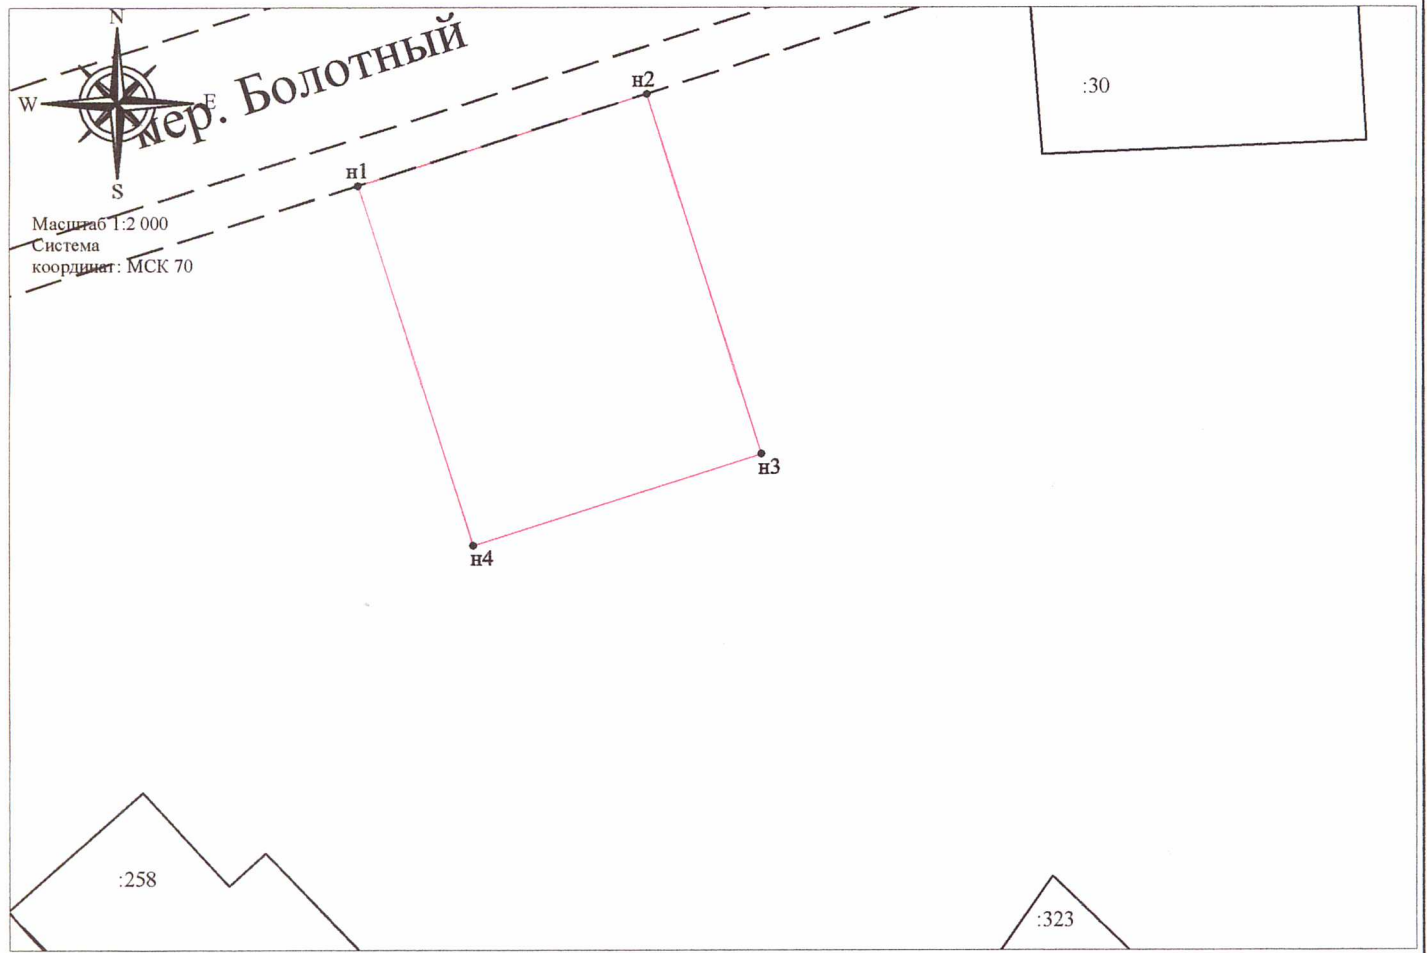 N
W
E
S
пер. Болотный
н2
:30
н1
Масштаб 1:2 000
Система
координат: МСК 70
н3
н4
:258
:323